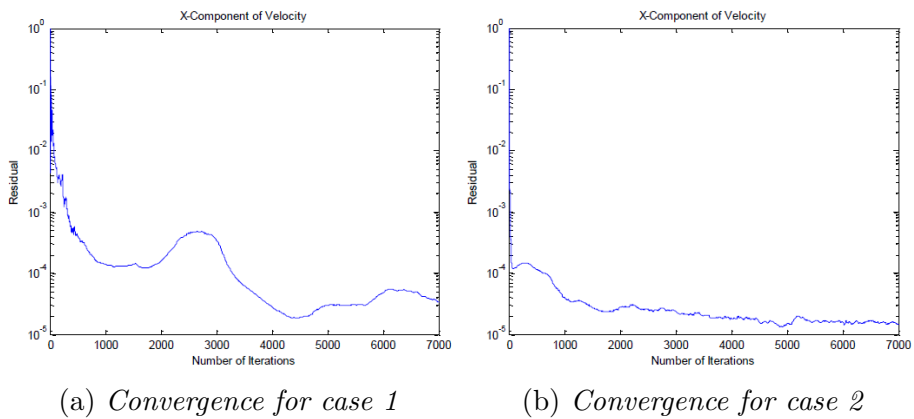 X-Component of Velocity
10^0
10^-1
10^-2
10^-3
10^-4
10^-5
Residual
0 1000 2000 3000 4000 5000 6000 7000
Number of Iterations
(a) Convergence for case 1
X-Component of Velocity
10^0
10^-1
10^-2
10^-3
10^-4
10^-5
Residual
0 1000 2000 3000 4000 5000 6000 7000
Number of Iterations
(b) Convergence for case 2